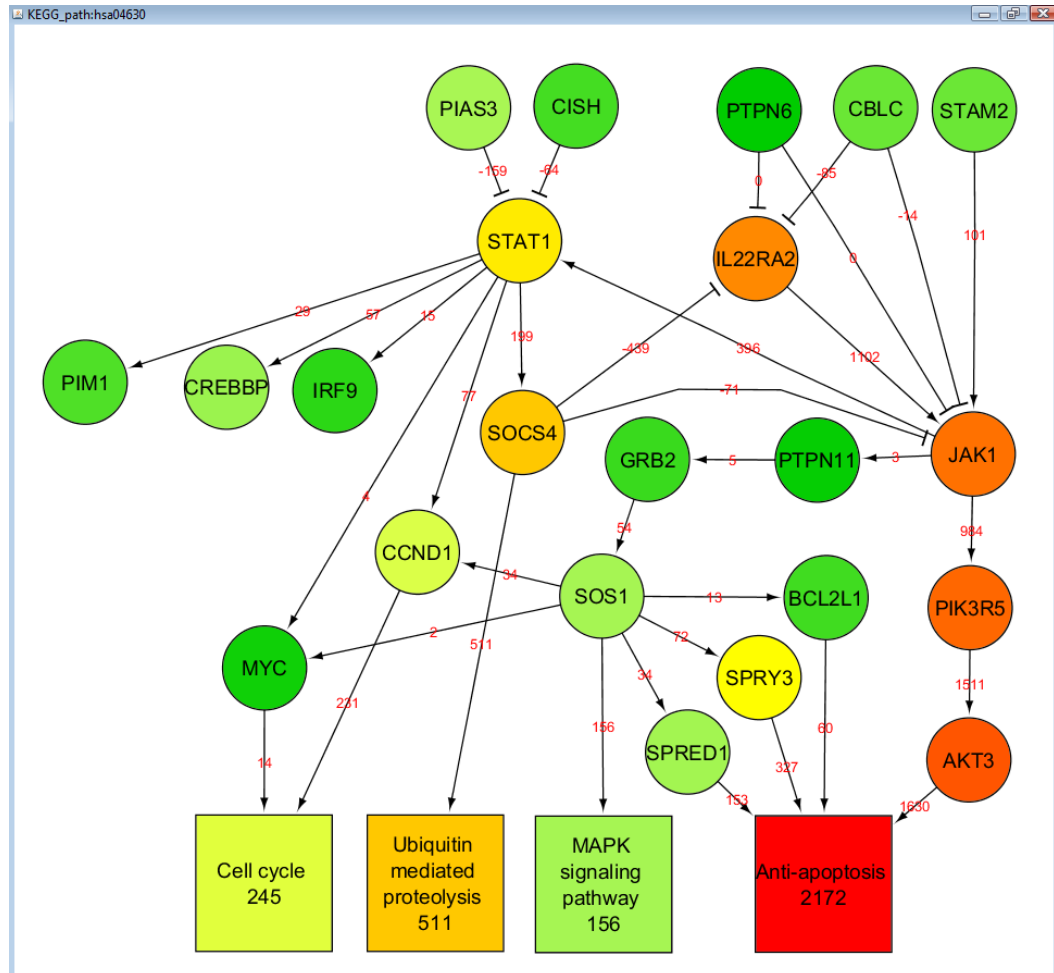 KEGG_path:hsa04630
PIAS3
CISH
PTPN6
CBLC
STAM2
-159
-64
0
-85
-14
101
0
STAT1
IL22RA2
29
57
15
199
-439
396
1102
PIM1
CREBBP
IRF9
77
-71
SOCS4
GRB2
5
PTPN11
3
JAK1
4
54
984
CCND1
34
SOS1
13
BCL2L1
PIK3R5
2
72
511
MYC
34
SPRY3
1511
231
156
60
14
SPRED1
327
AKT3
153
1630
Cell cycle
245
Ubiquitin
mediated
proteolysis
511
MAPK
signaling
pathway
156
Anti-apoptosis
2172